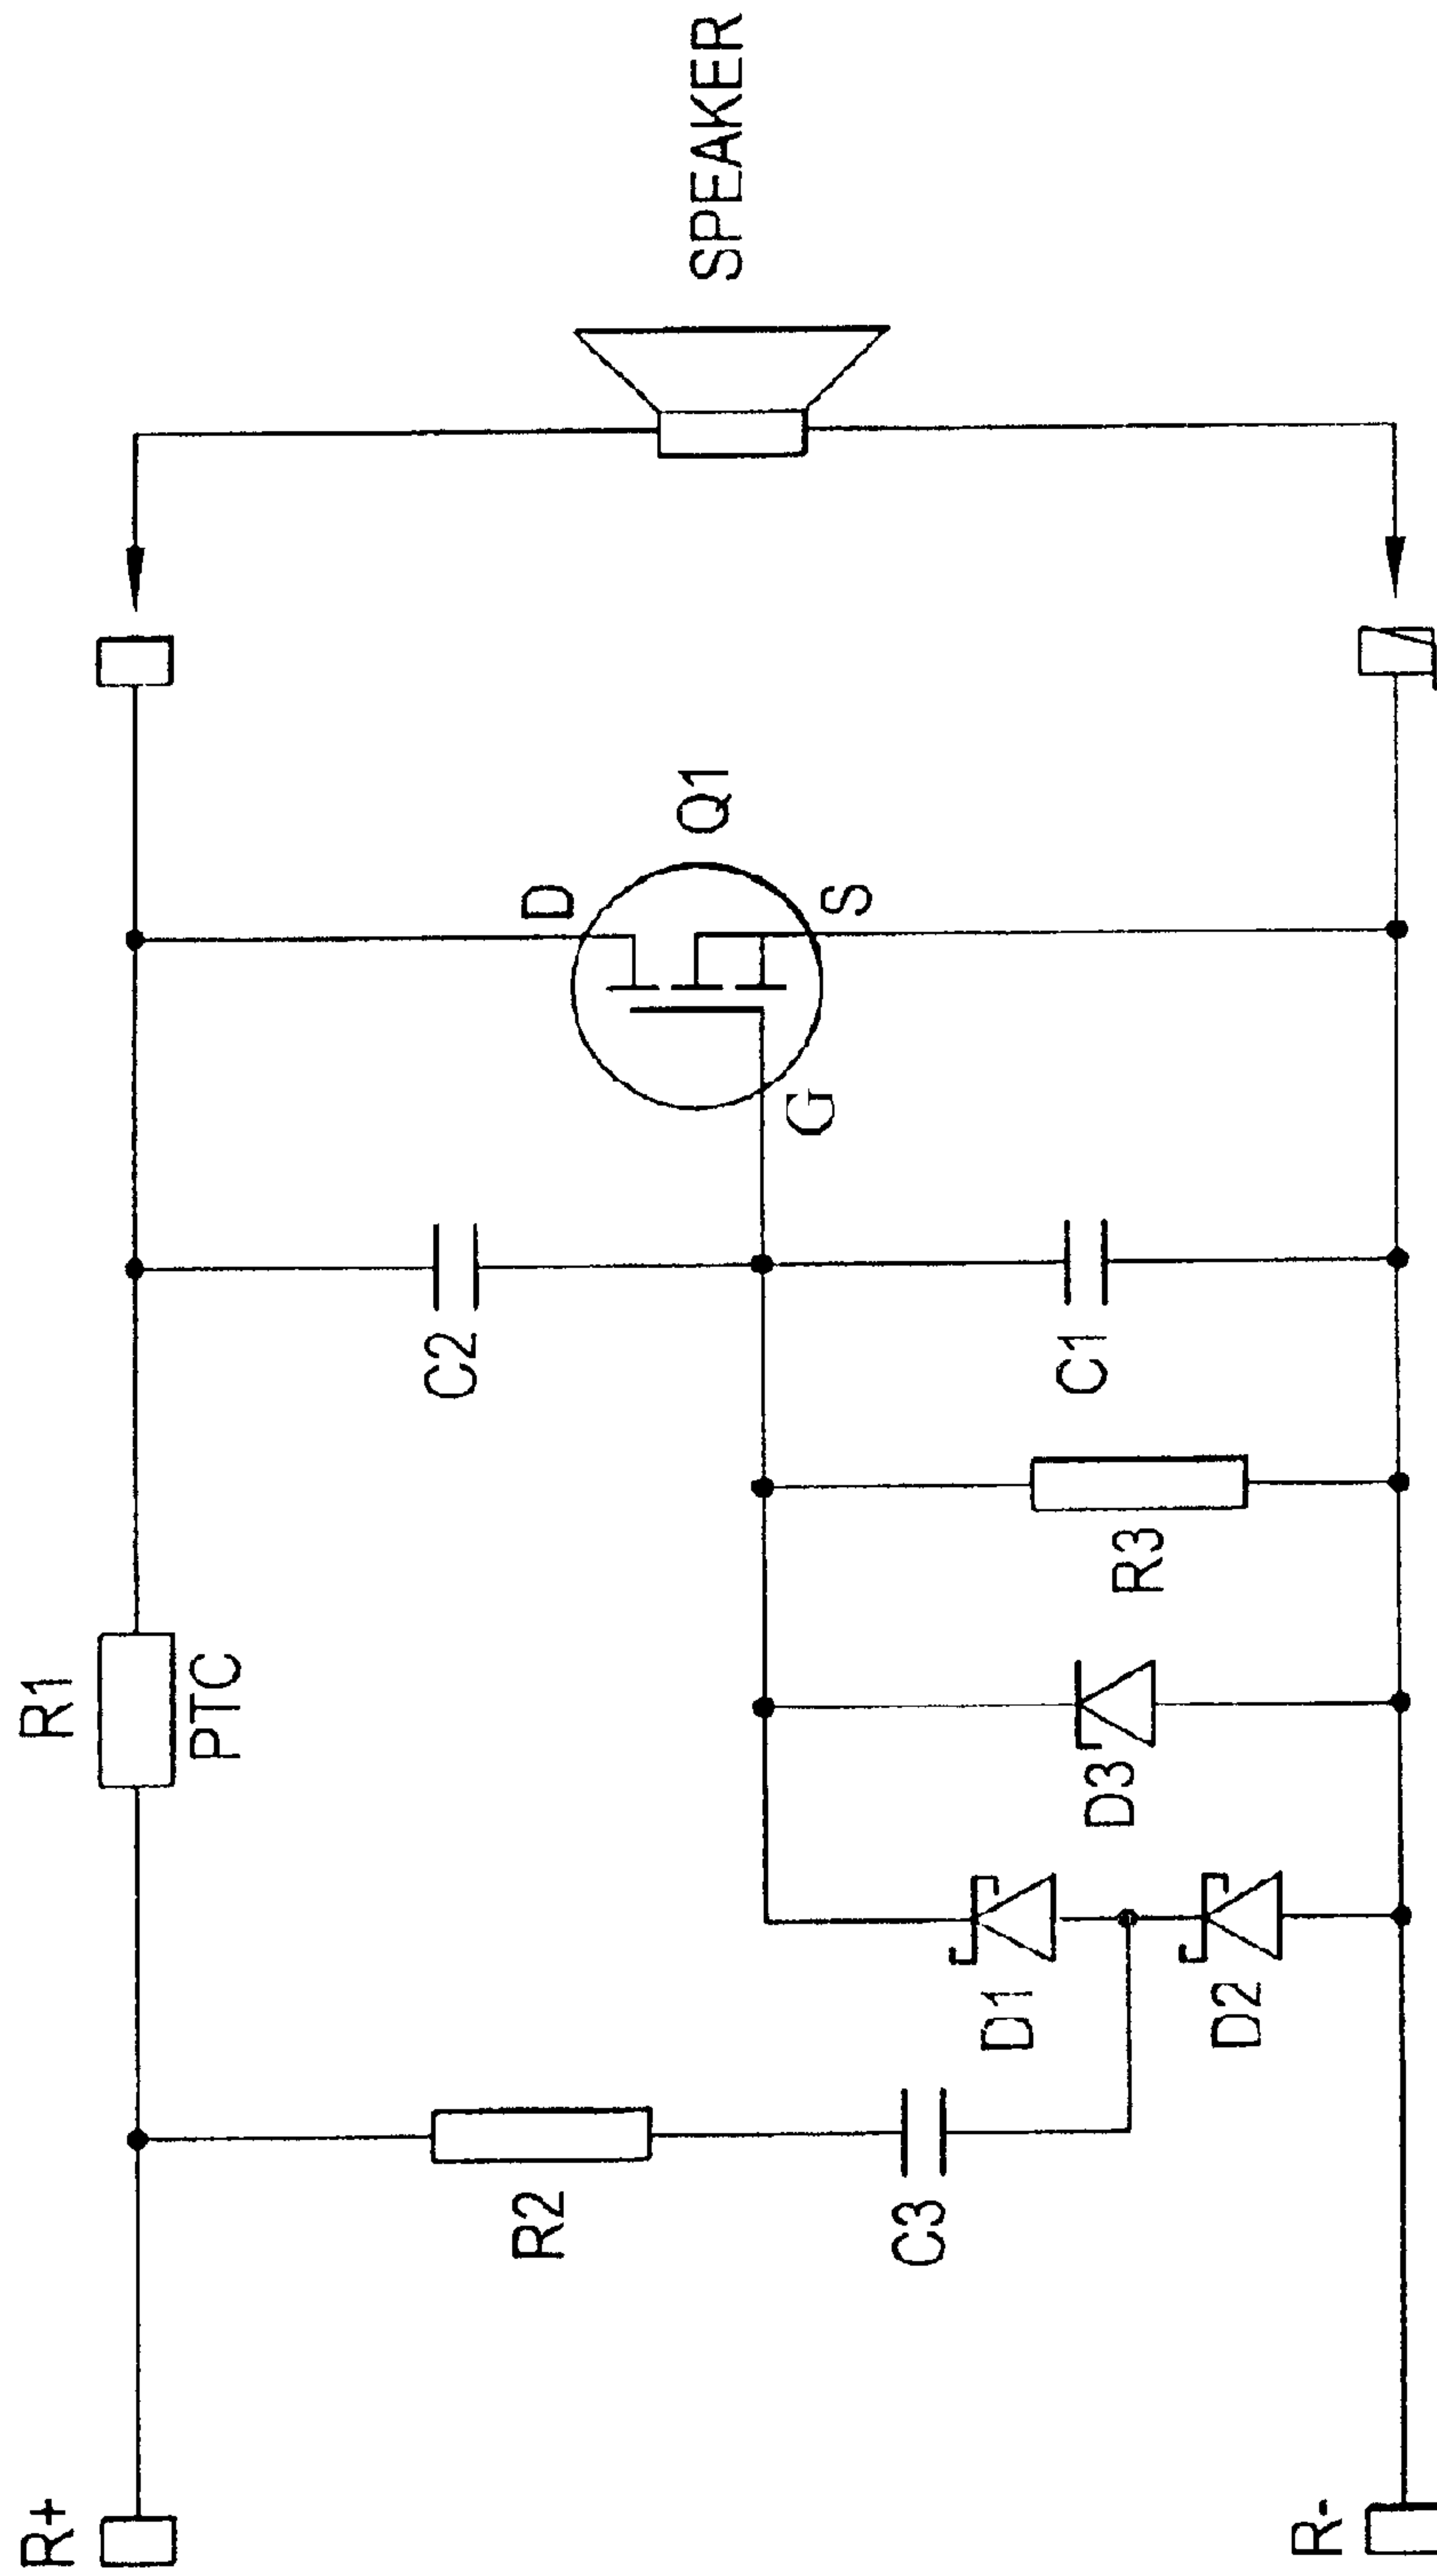 R+
R1
PTC
R2
C3
D1
D2
D3
R3
C2
C1
G
D
S
Q1
SPEAKER
R-